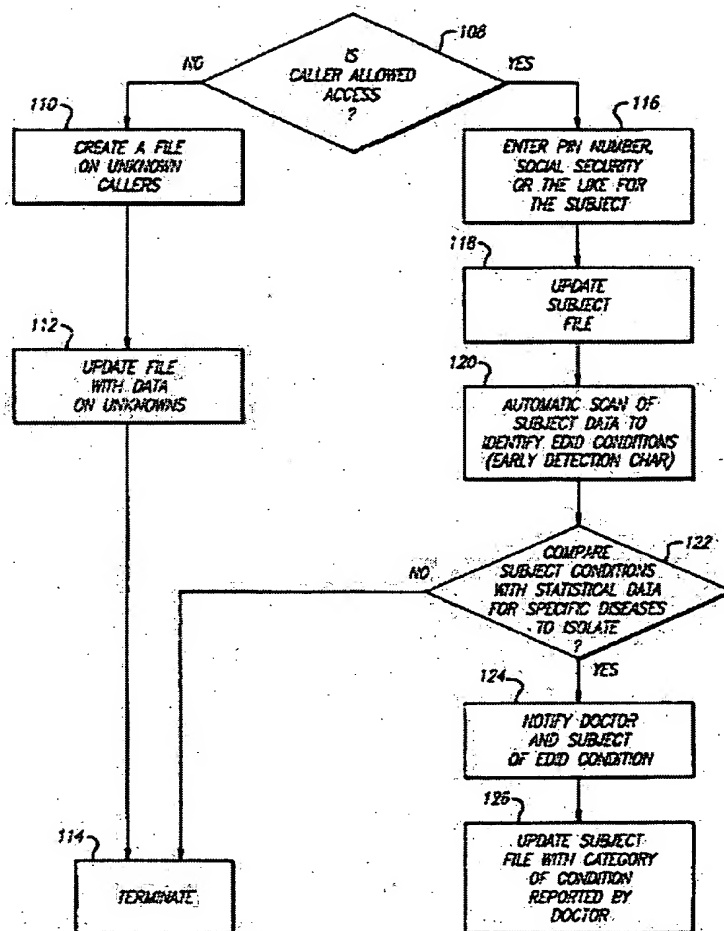 108
IS
CALLER ALLOWED
ACCESS
?
NO
YES
110
CREATE A FILE
ON UNKNOWN
CALLERS
116
ENTER PIN NUMBER,
SOCIAL SECURITY
OR THE LIKE FOR
THE SUBJECT
118
UPDATE
SUBJECT
FILE
112
UPDATE FILE
WITH DATA
ON UNKNOWNS
120
AUTOMATIC SCAN OF
SUBJECT DATA TO
IDENTIFY EDID CONDITIONS
(EARLY DETECTION CHAR)
122
COMPARE
SUBJECT CONDITIONS
WITH STATISTICAL DATA
FOR SPECIFIC DISEASES
TO ISOLATE
?
NO
YES
124
NOTIFY DOCTOR
AND SUBJECT
OF EDID CONDITION
126
UPDATE SUBJECT
FILE WITH CATEGORY
OF CONDITION
REPORTED BY
DOCTOR
114
TERMINATE